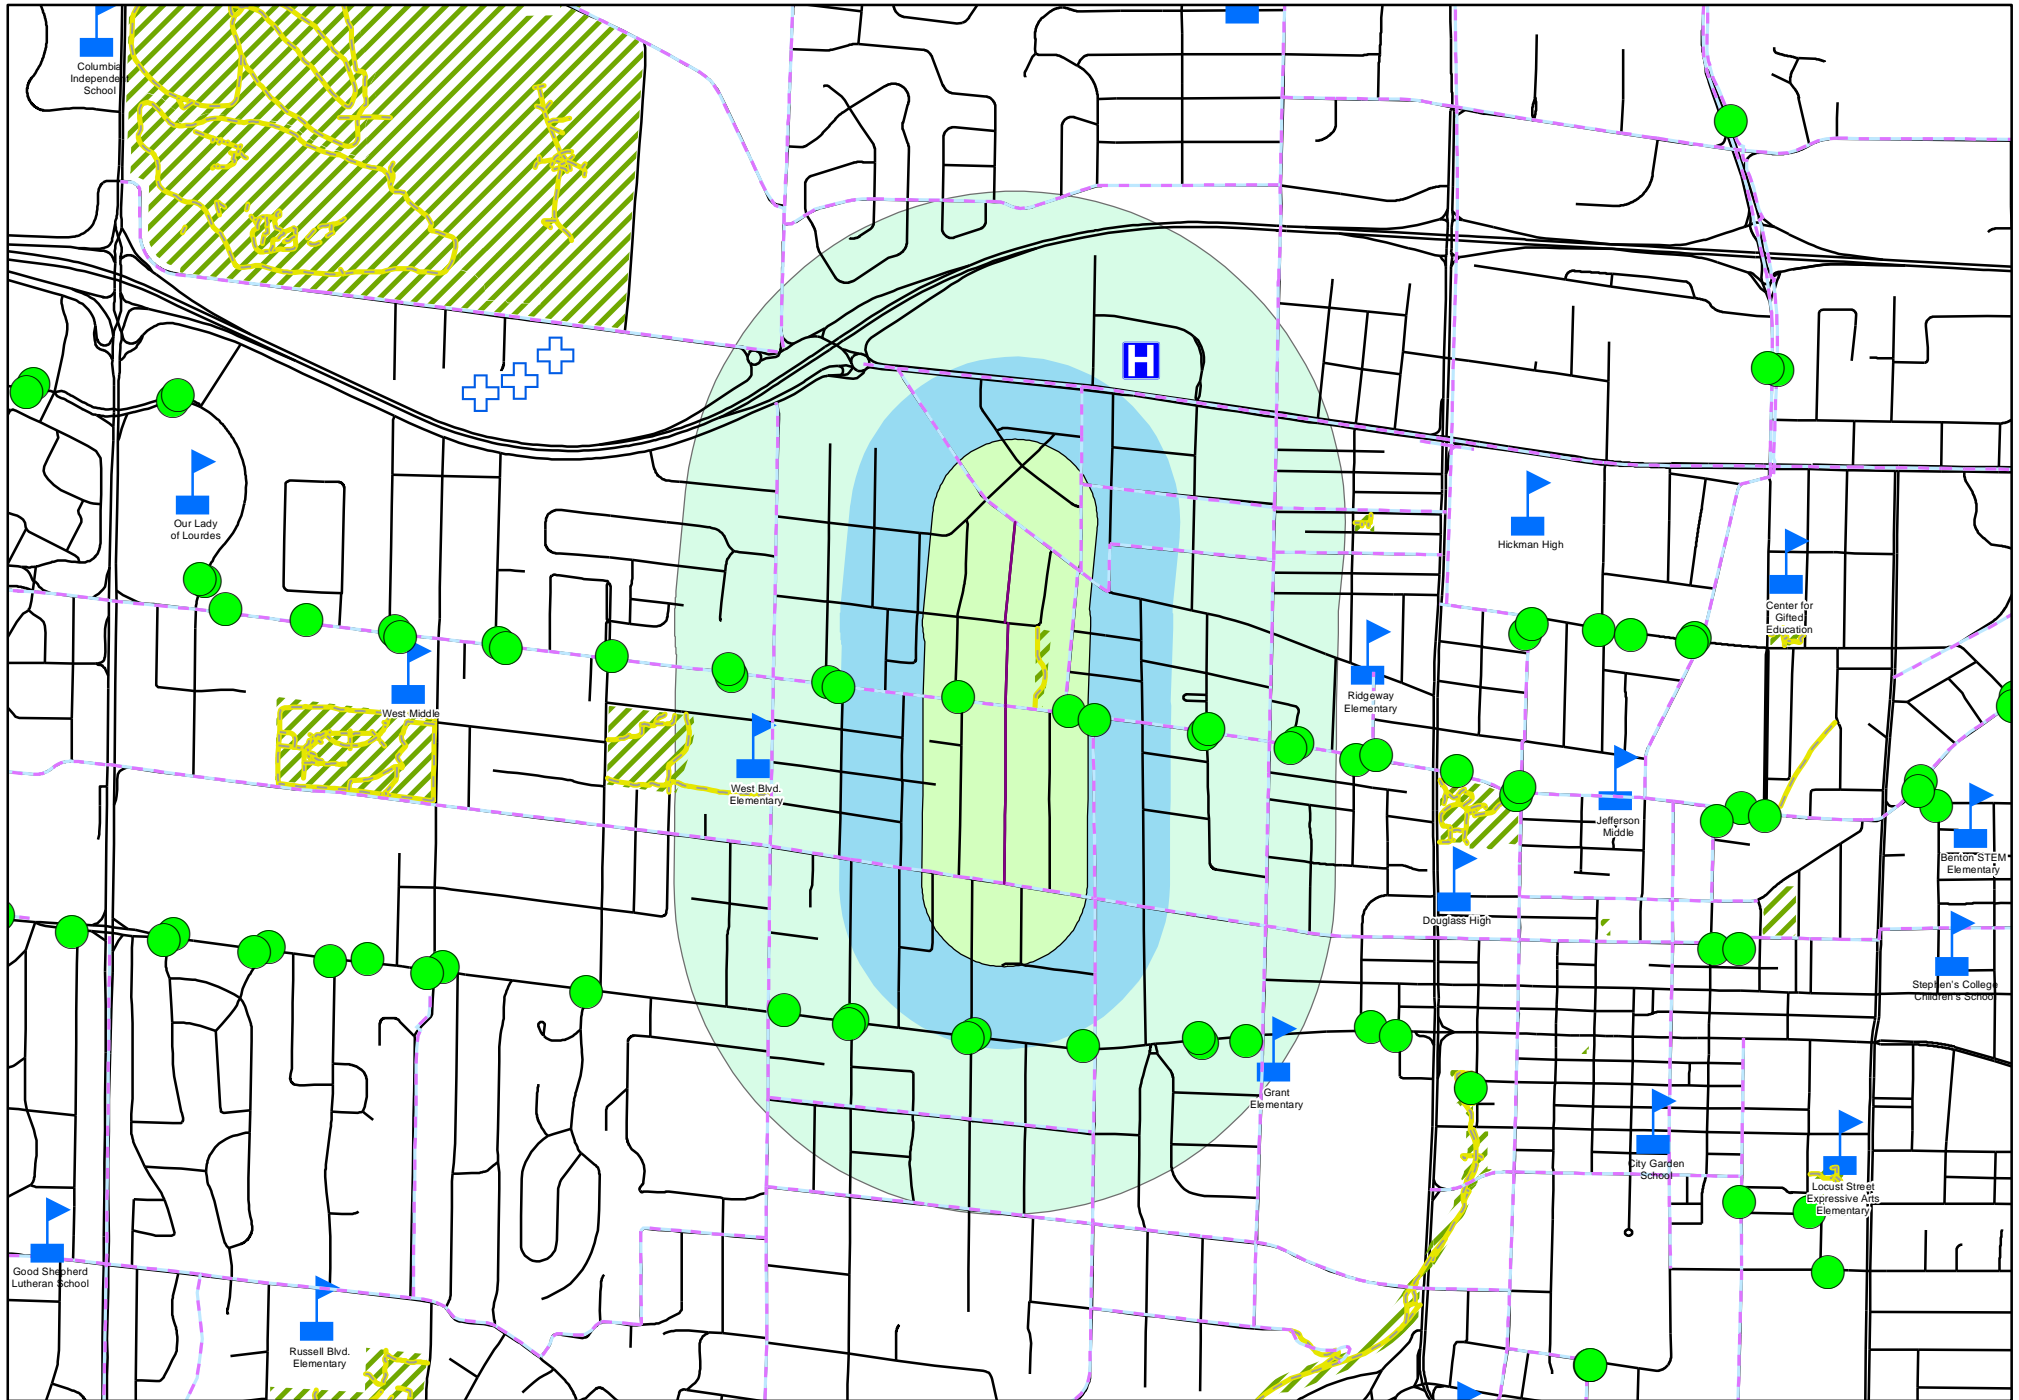 Columbia
Independent
School
H
Our Lady
of Lourdes
Hickman High
Center for
Gifted
Education
Ridgeway
Elementary
West Middle
West Blvd.
Elementary
Jefferson
Middle
Benton STEM
Elementary
Douglass High
Stephen's College
Children's School
Grant
Elementary
City Garden
School
Locust Street
Expressive Arts
Elementary
Good Shepherd
Lutheran School
Russell Blvd.
Elementary